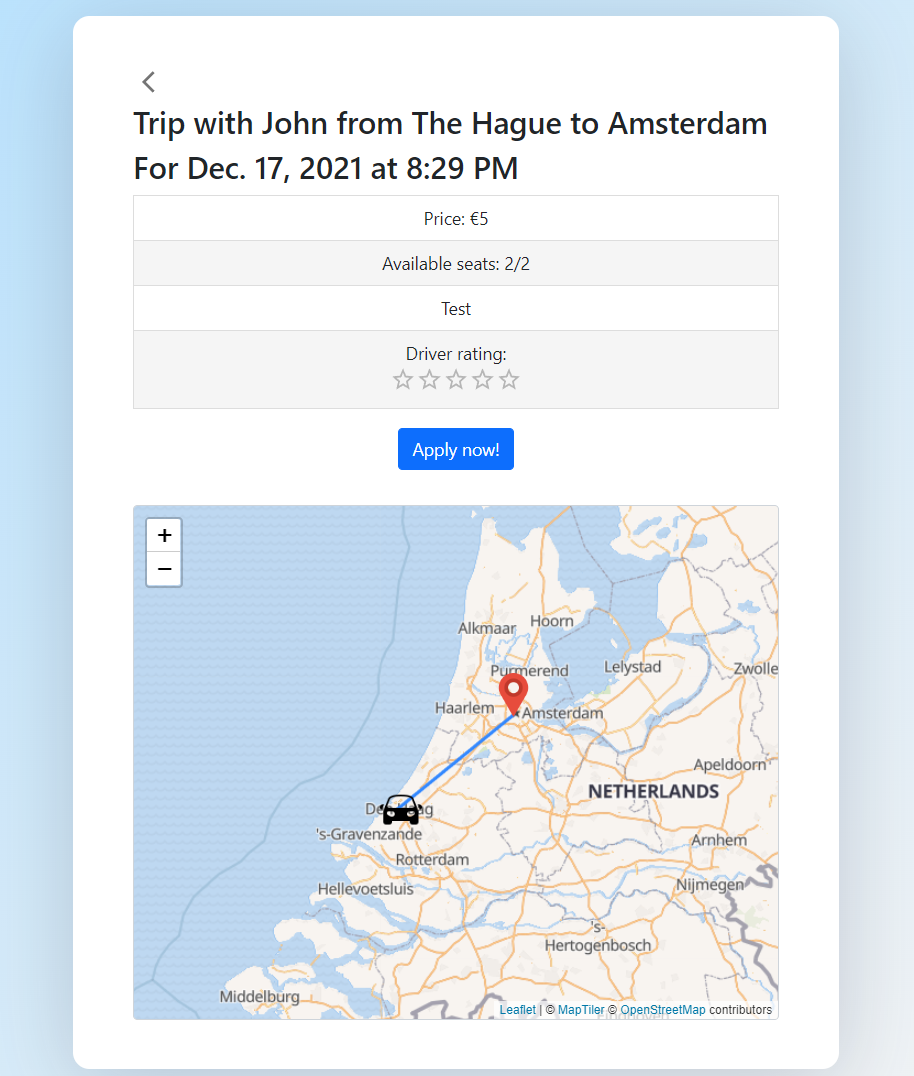 Trip with John from The Hague to Amsterdam
For Dec. 17, 2021 at 8:29 PM
Price: €5
Available seats: 2/2
Test
Driver rating:
Apply now!
+
−
Alkmaar
Hoorn
Purmerend
Lelystad
Zwolle
Haarlem
Amsterdam
Apeldoorn
NETHERLANDS
's-Gravenzande
Arnhem
Rotterdam
Hellevoetsluis
Nijmegen
's-
Hertogenbosch
Middelburg
Leaflet | © MapTiler © OpenStreetMap contributors